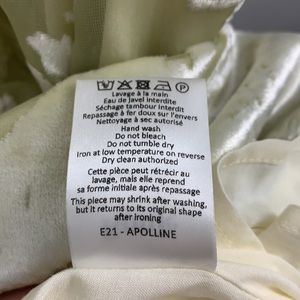 Lavage à la main
Eau de javel interdite
Séchage tambour interdit
Repassage à fer doux sur l'envers
Nettoyage à sec autorisé
Hand wash
Do not bleach
Do not tumble dry
Iron at low temperature on reverse
Dry clean authorized
Cette pièce peut rétrécir au
lavage, mais elle reprend
sa forme initiale après repassage
This piece may shrink after washing,
but it returns to its original shape
after ironing
E21 - APOLLINE